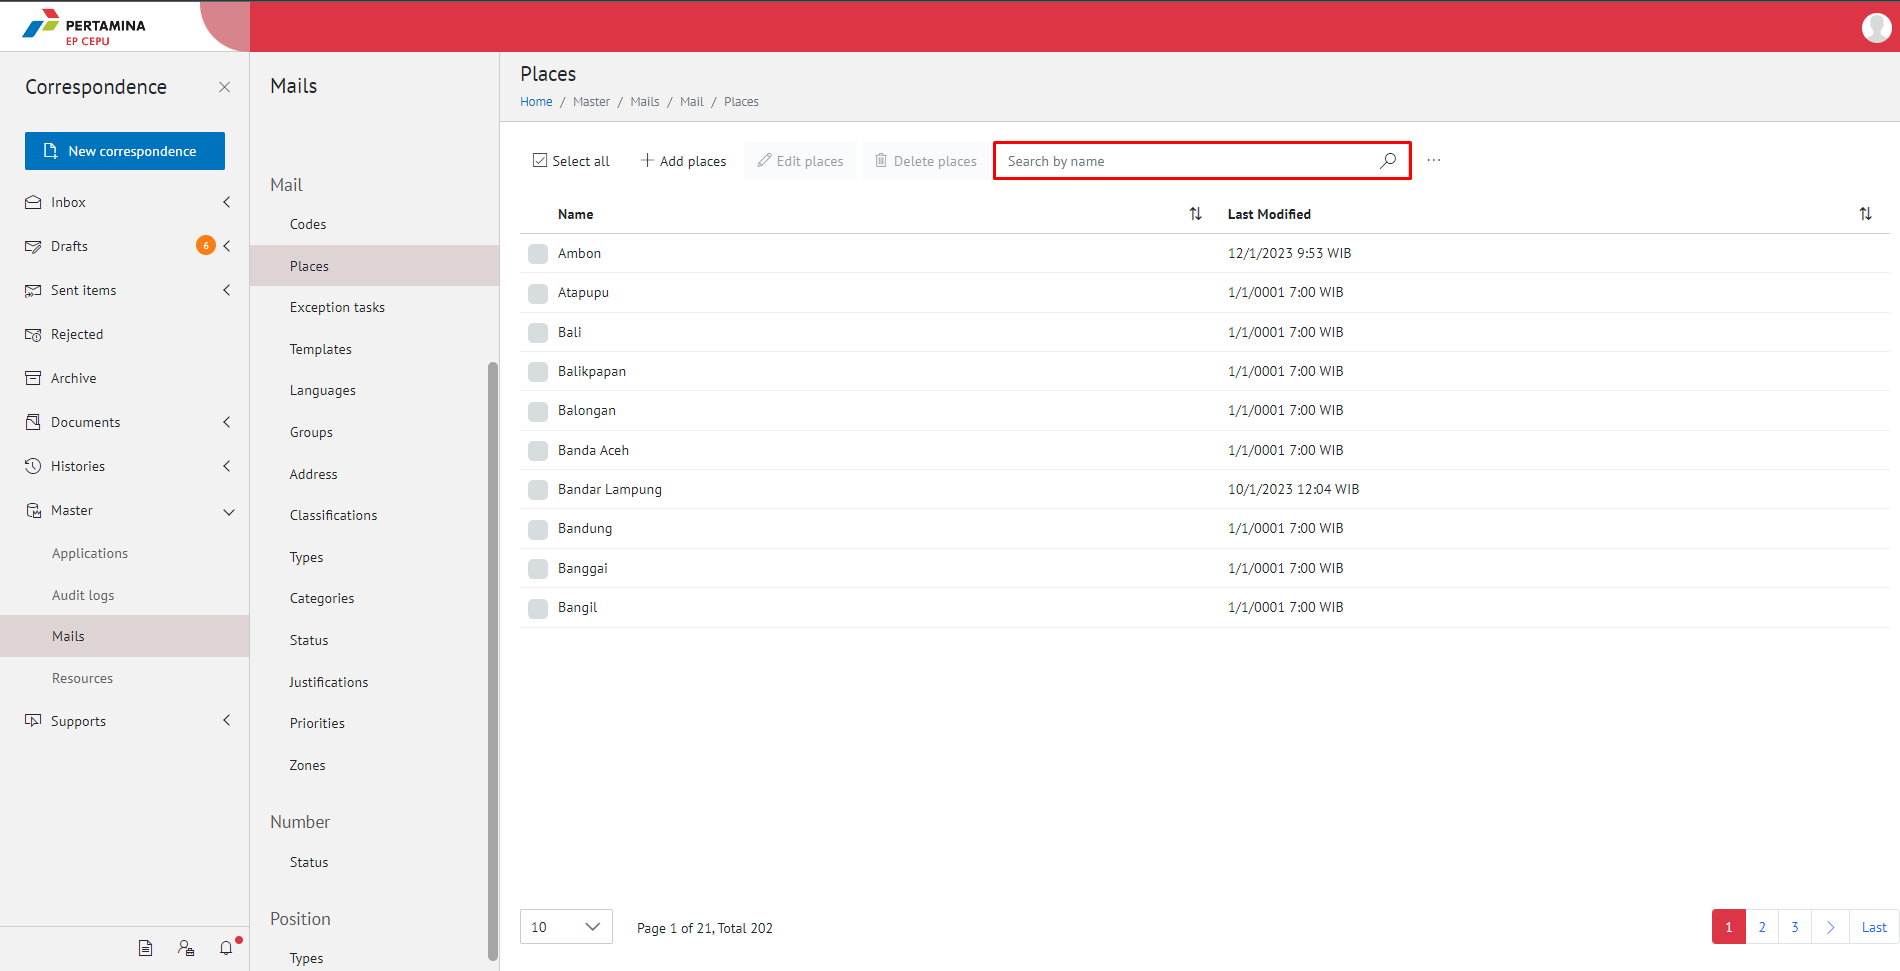 PERTAMINA
EP CEPU
Correspondence
New correspondence
Inbox
Drafts 6
Sent items
Rejected
Archive
Documents
Histories
Master
Applications
Audit logs
Mails
Resources
Supports
Mails
Mail
Codes
Places
Exception tasks
Templates
Languages
Groups
Address
Classifications
Types
Categories
Status
Justifications
Priorities
Zones
Number
Status
Position
Types
Places
Home / Master / Mails / Mail / Places
Select all Add places Edit places Delete places Search by name ...
Name Last Modified
Ambon 12/1/2023 9:53 WIB
Atapupu 1/1/0001 7:00 WIB
Bali 1/1/0001 7:00 WIB
Balikpapan 1/1/0001 7:00 WIB
Balongan 1/1/0001 7:00 WIB
Banda Aceh 1/1/0001 7:00 WIB
Bandar Lampung 10/1/2023 12:04 WIB
Bandung 1/1/0001 7:00 WIB
Banggai 1/1/0001 7:00 WIB
Bangil 1/1/0001 7:00 WIB
10 Page 1 of 21, Total 202 1 2 3 Last